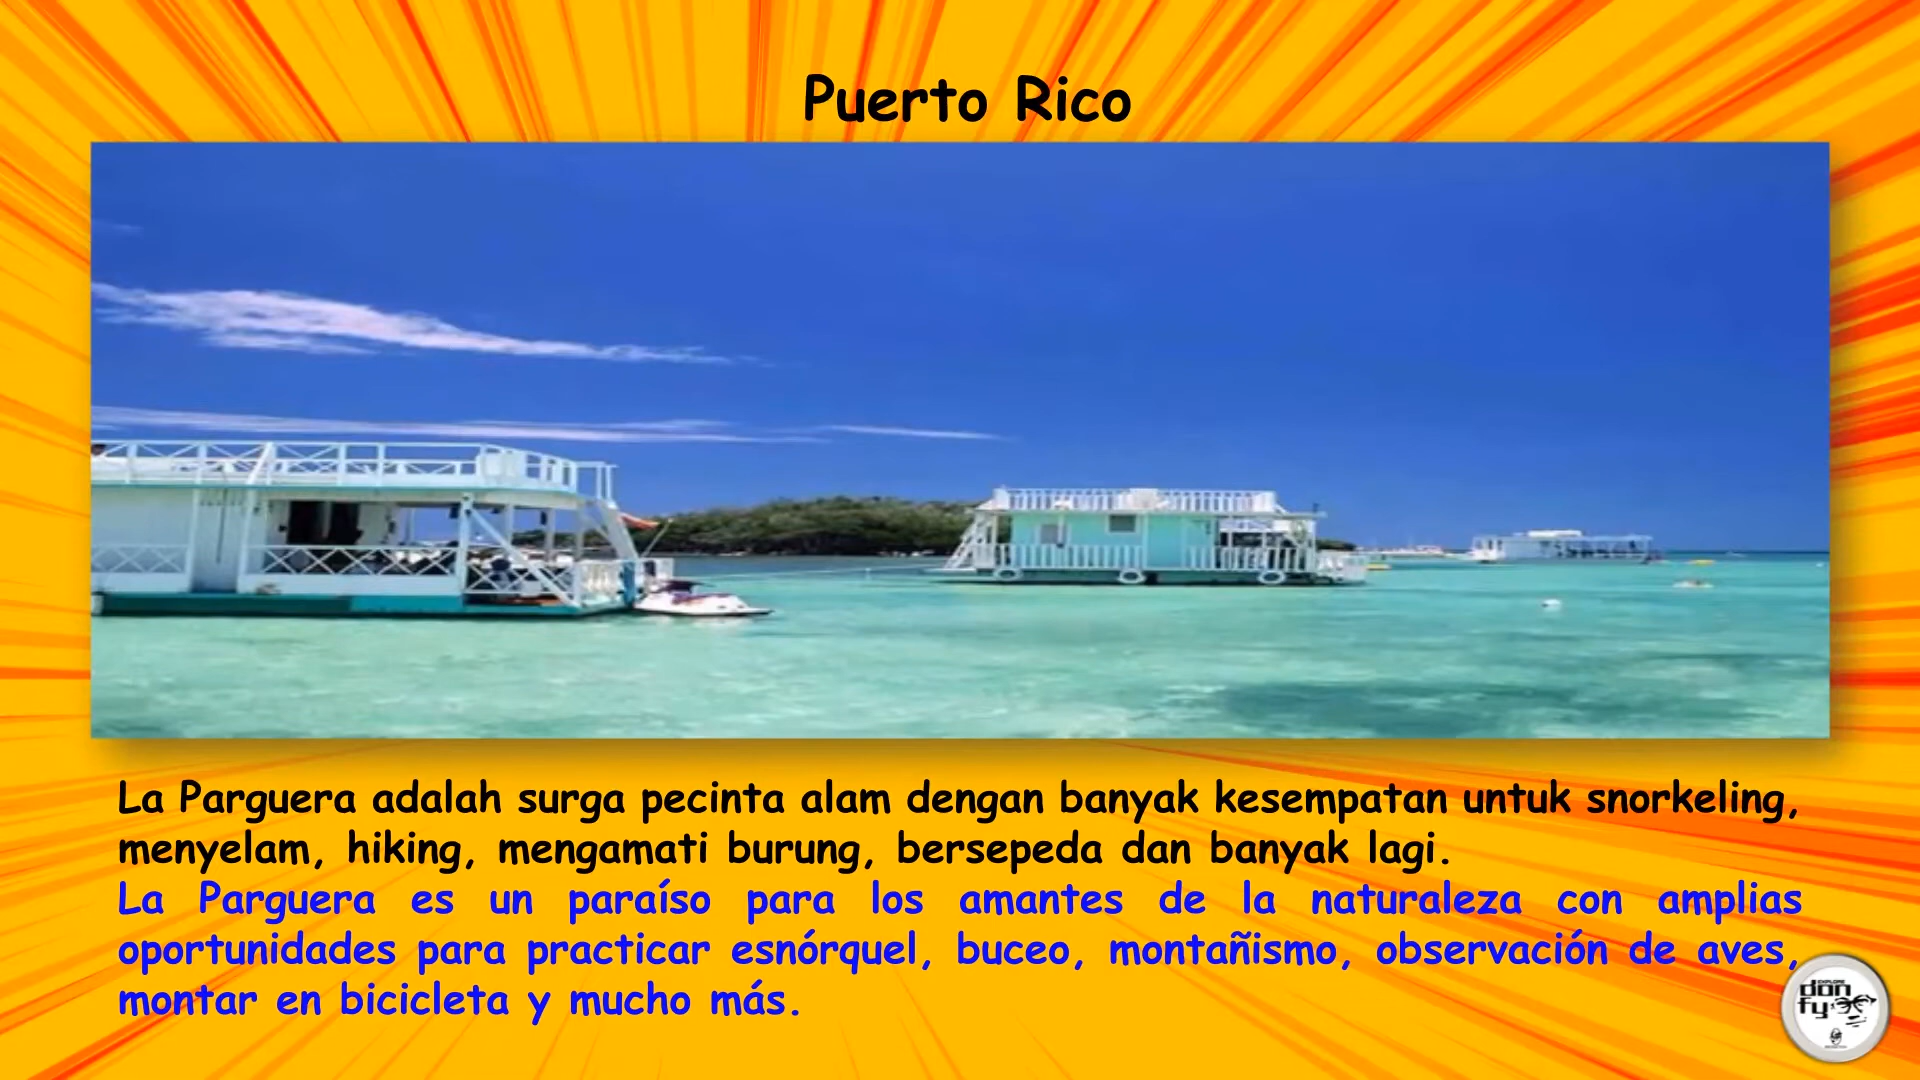 Puerto Rico
La Parguera adalah surga pecinta alam dengan banyak kesempatan untuk snorkeling,
menyelam, hiking, mengamati burung, bersepeda dan banyak lagi.
La Parguera es un paraíso para los amantes de la naturaleza con amplias
oportunidades para practicar esnórquel, buceo, montañismo, observación de aves,
montar en bicicleta y mucho más.
don
fy